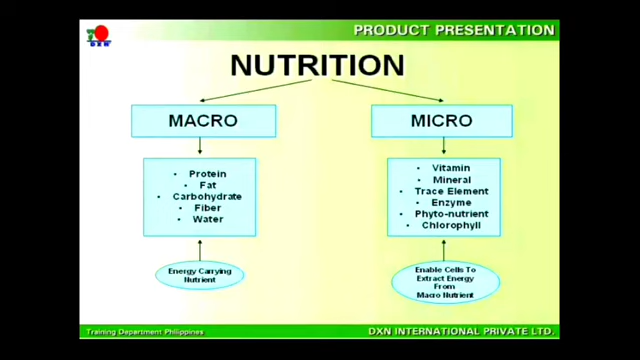 DXN
PRODUCT PRESENTATION
NUTRITION
MACRO
MICRO
• Protein
• Fat
• Carbohydrate
• Fiber
• Water
• Vitamin
• Mineral
• Trace Element
• Enzyme
• Phyto-nutrient
• Chlorophyll
Energy Carrying
Nutrient
Enable Cells To
Extract Energy
From
Macro Nutrient
Training Department Philippines
DXN INTERNATIONAL PRIVATE LTD.